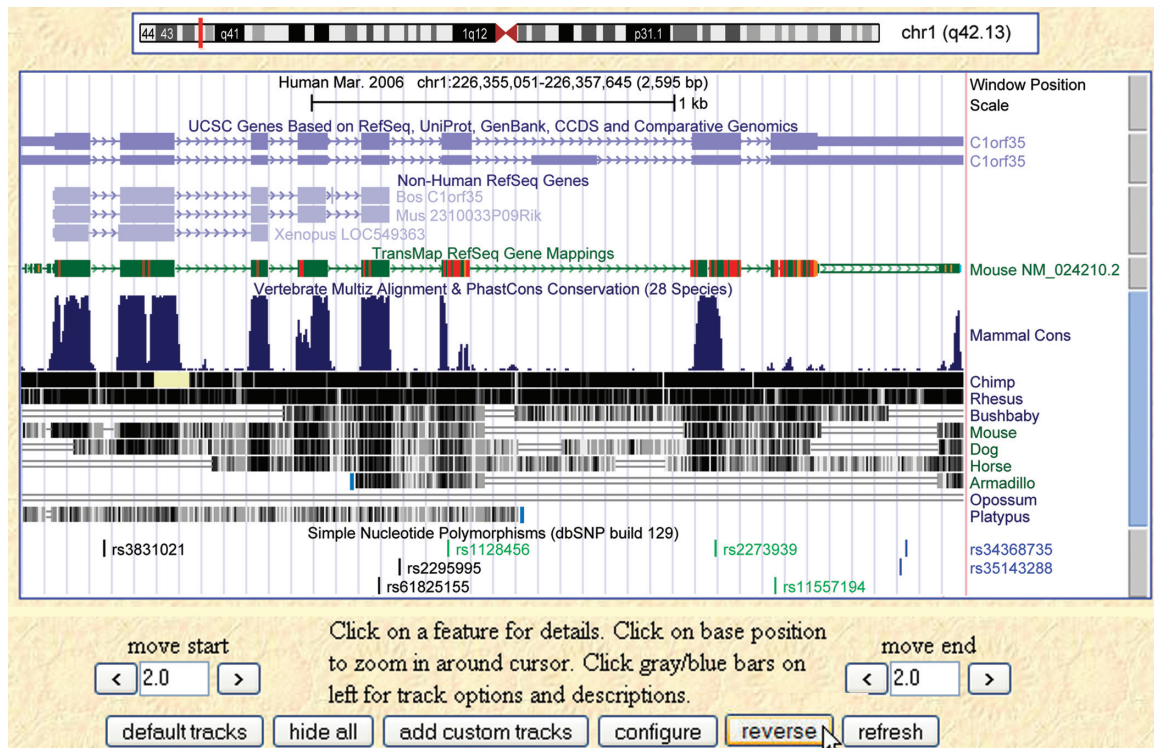 44 43 q41 1q12 p31.1 chr1 (q42.13)
Human Mar. 2006 chr1:226,355,051-226,357,645 (2,595 bp) Window Position
1 kb Scale
UCSC Genes Based on RefSeq, UniProt, GenBank, CCDS and Comparative Genomics
C1orf35
C1orf35
Non-Human RefSeq Genes
Bos C1orf35
Mus 2310033P09Rik
Xenopus LOC549363
TransMap RefSeq Gene Mappings
Mouse NM_024210.2
Vertebrate Multiz Alignment & PhastCons Conservation (28 Species)
Mammal Cons
Chimp
Rhesus
Bushbaby
Mouse
Dog
Horse
Armadillo
Opossum
Platypus
Simple Nucleotide Polymorphisms (dbSNP build 129)
rs3831021 rs1128456 rs2273939 rs34368735
rs2295995 rs35143288
rs61825155 rs11557194
move start
< 2.0 >
Click on a feature for details. Click on base position
to zoom in around cursor. Click gray/blue bars on
left for track options and descriptions.
move end
< 2.0 >
default tracks hide all add custom tracks configure reverse refresh